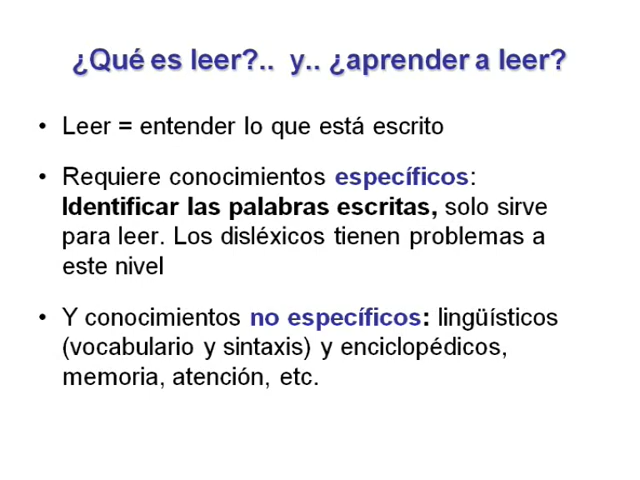 ¿Qué es leer?.. y.. ¿aprender a leer?
• Leer = entender lo que está escrito
• Requiere conocimientos específicos:
Identificar las palabras escritas, solo sirve
para leer. Los disléxicos tienen problemas a
este nivel
• Y conocimientos no específicos: lingüísticos
(vocabulario y sintaxis) y enciclopédicos,
memoria, atención, etc.